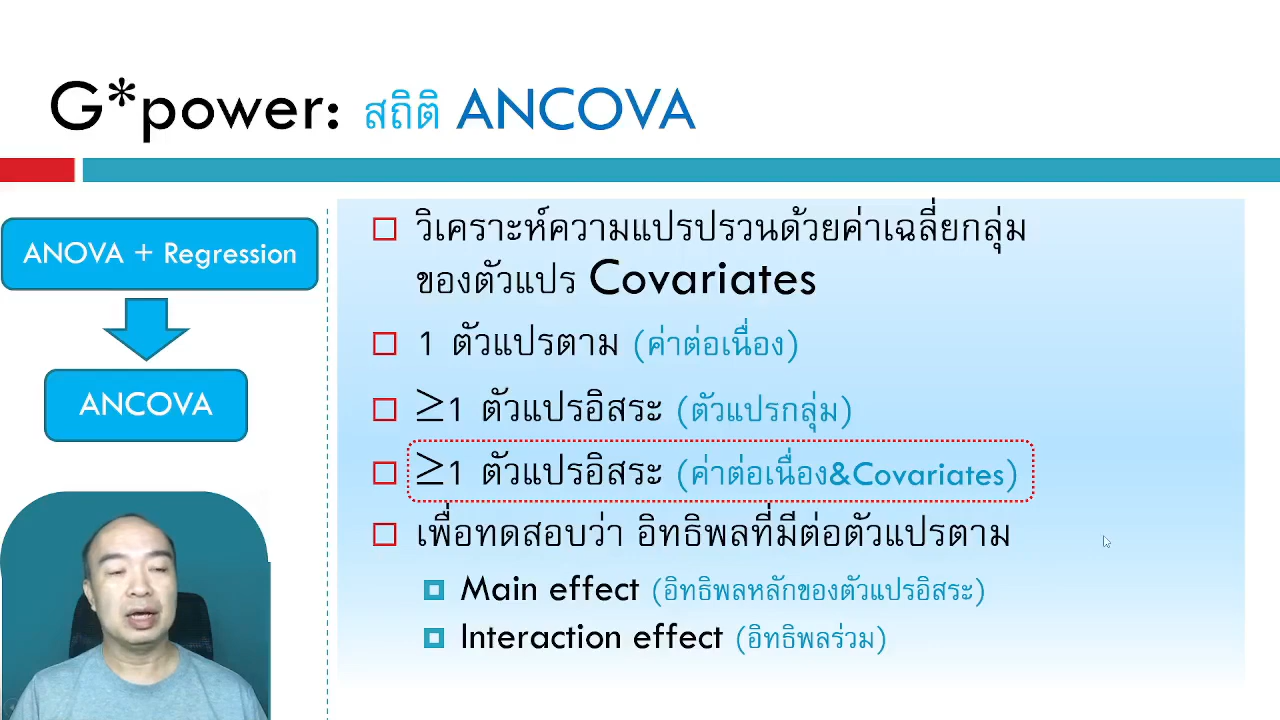 G*power: สถิติ ANCOVA
ANOVA + Regression
ANCOVA
วิเคราะห์ความแปรปรวนด้วยค่าเฉลี่ยกลุ่ม
ของตัวแปร Covariates
1 ตัวแปรตาม (ค่าต่อเนื่อง)
≥1 ตัวแปรอิสระ (ตัวแปรกลุ่ม)
≥1 ตัวแปรอิสระ (ค่าต่อเนื่อง&Covariates)
เพื่อทดสอบว่า อิทธิพลที่มีต่อตัวแปรตาม
Main effect (อิทธิพลหลักของตัวแปรอิสระ)
Interaction effect (อิทธิพลร่วม)